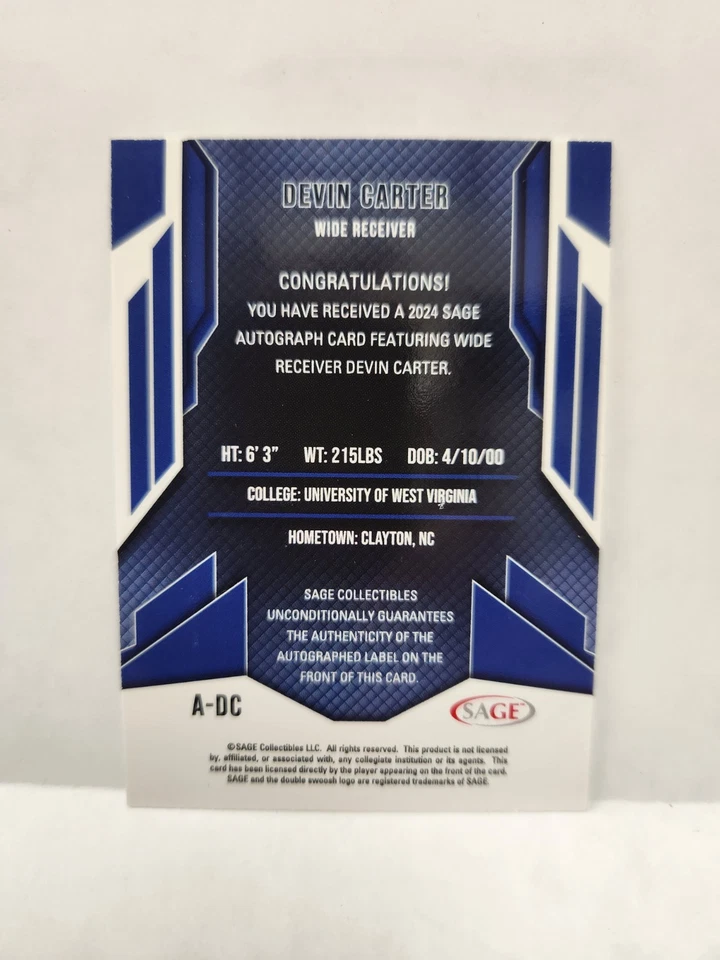 DEVIN CARTER
WIDE RECEIVER
CONGRATULATIONS!
YOU HAVE RECEIVED A 2024 SAGE
AUTOGRAPH CARD FEATURING WIDE
RECEIVER DEVIN CARTER.
HT: 6' 3" WT: 215LBS DOB: 4/10/00
COLLEGE: UNIVERSITY OF WEST VIRGINIA
HOMETOWN: CLAYTON, NC
SAGE COLLECTIBLES
UNCONDITIONALLY GUARANTEES
THE AUTHENTICITY OF THE
AUTOGRAPHED LABEL ON THE
FRONT OF THIS CARD.
A-DC
SAGE™
©SAGE Collectibles LLC. All rights reserved. This product is not licensed
by, affiliated, or associated with, any collegiate institution or its agents. This
card has been licensed directly by the player appearing on the front of the card.
SAGE and the double swoosh logo are registered trademarks of SAGE.